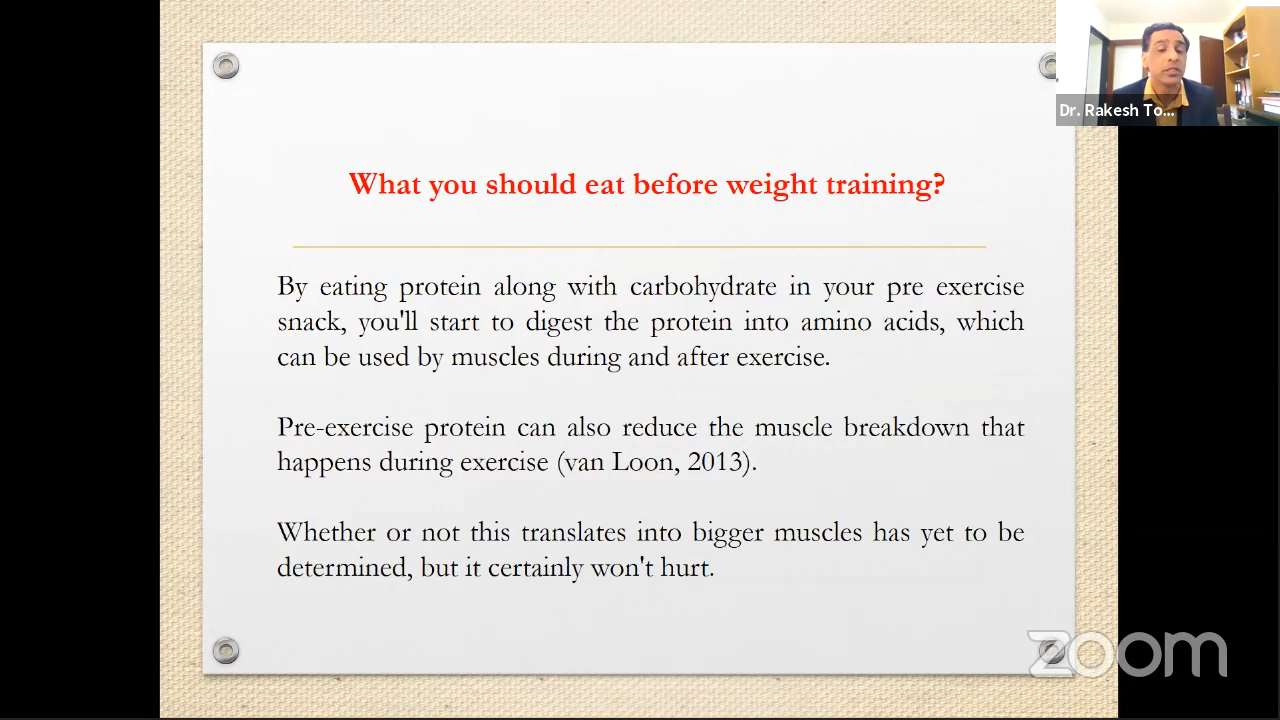 Dr. Rakesh To...
What you should eat before weight training?
By eating protein along with carbohydrate in your pre exercise
snack, you'll start to digest the protein into amino acids, which
can be used by muscles during and after exercise.
Pre-exercise protein can also reduce the muscle breakdown that
happens during exercise (van Loon, 2013).
Whether or not this translates into bigger muscles has yet to be
determined, but it certainly won't hurt.
zoom